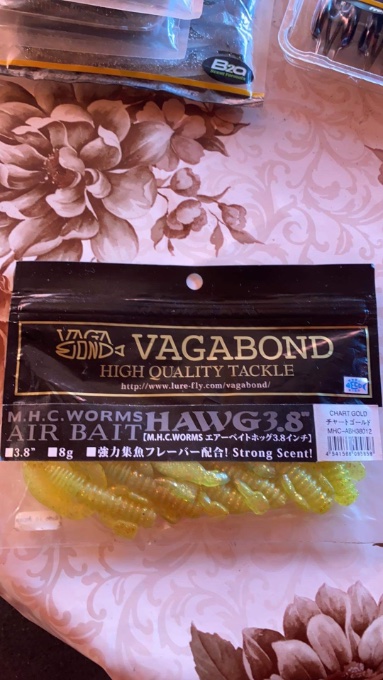 B2O
VAGA
BOND
VAGABOND
HIGH QUALITY TACKLE
http://www.lure-fly.com/vagabond/
M.H.C.WORMS
AIR BAIT HAWG 3.8"
【M.H.C.WORMS エアーベイトホッグ3.8インチ】
■3.8" ■8g ■強力集魚フレーバー配合! Strong Scent!
CHART.GOLD
チャートゴールド